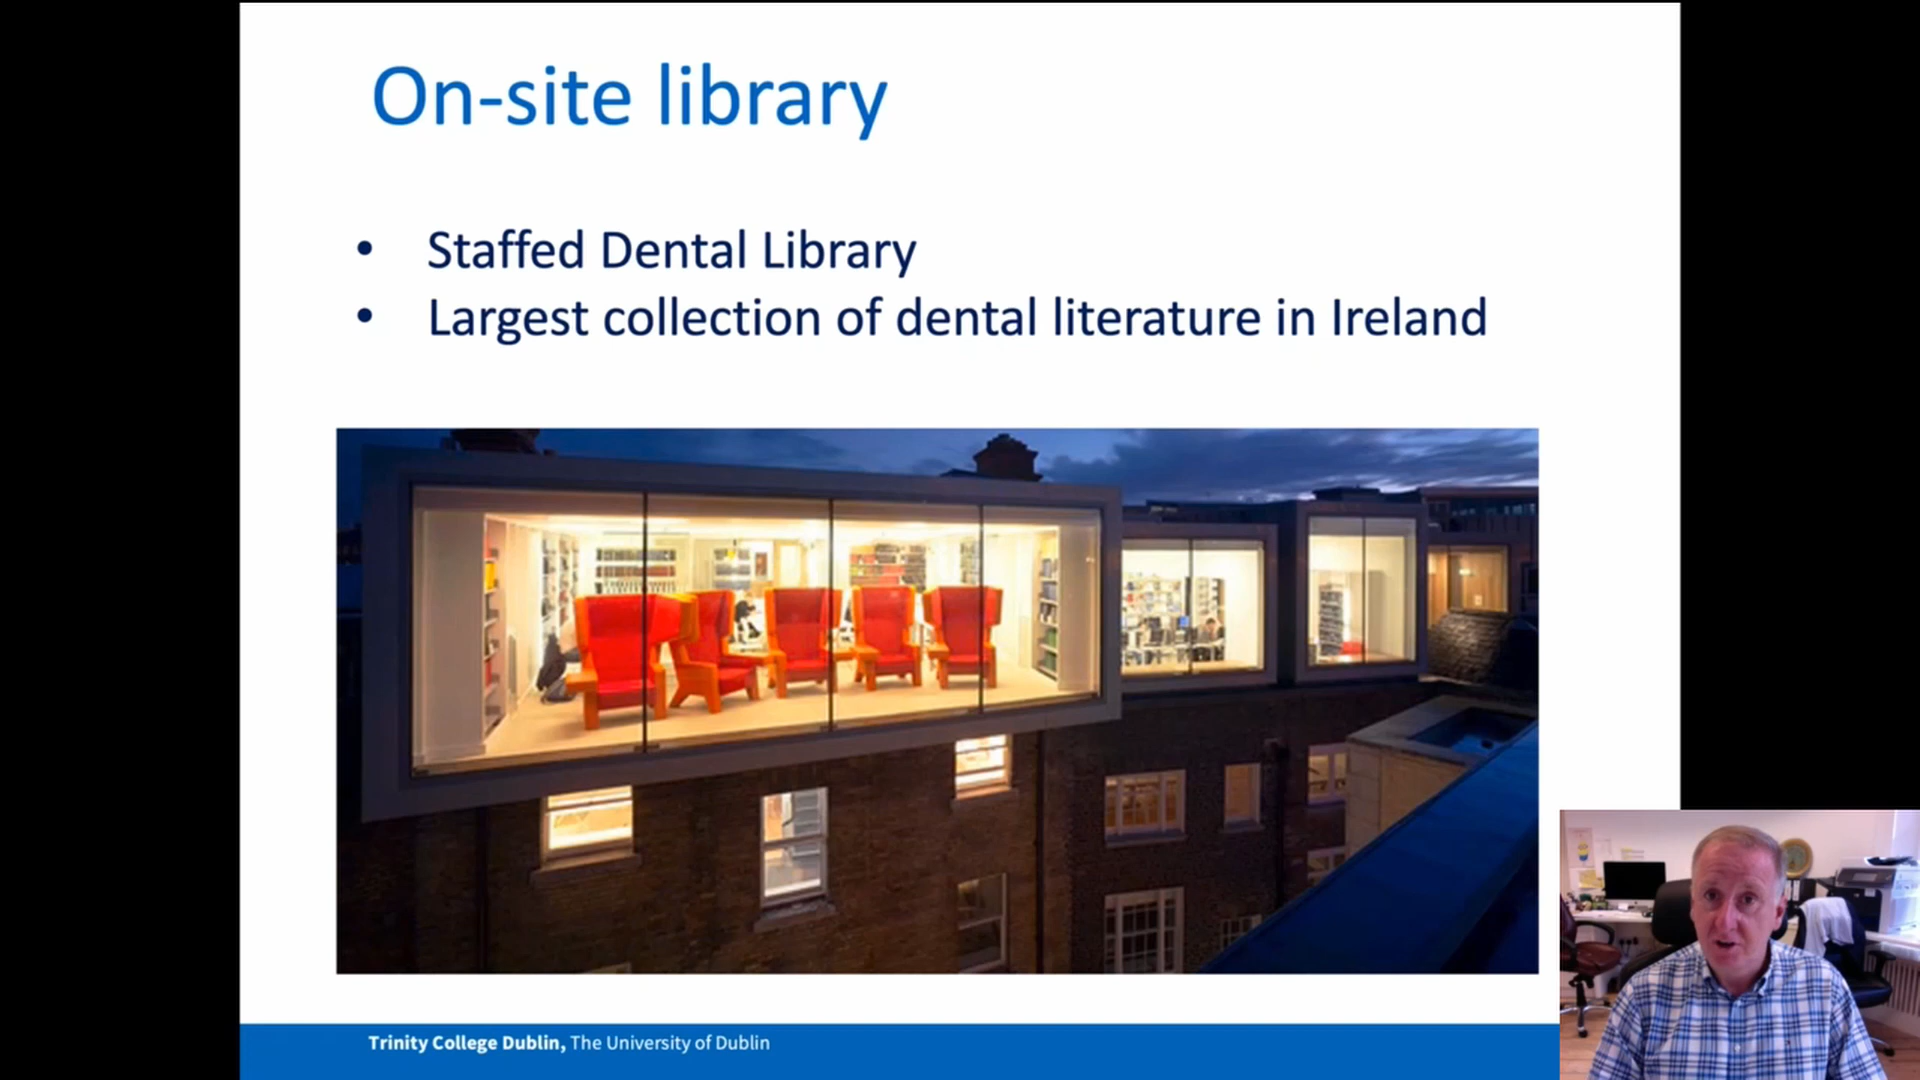 On-site library
• Staffed Dental Library
• Largest collection of dental literature in Ireland
Trinity College Dublin, The University of Dublin